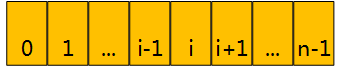 0 1 ... i-1 i i+1 ... n-1